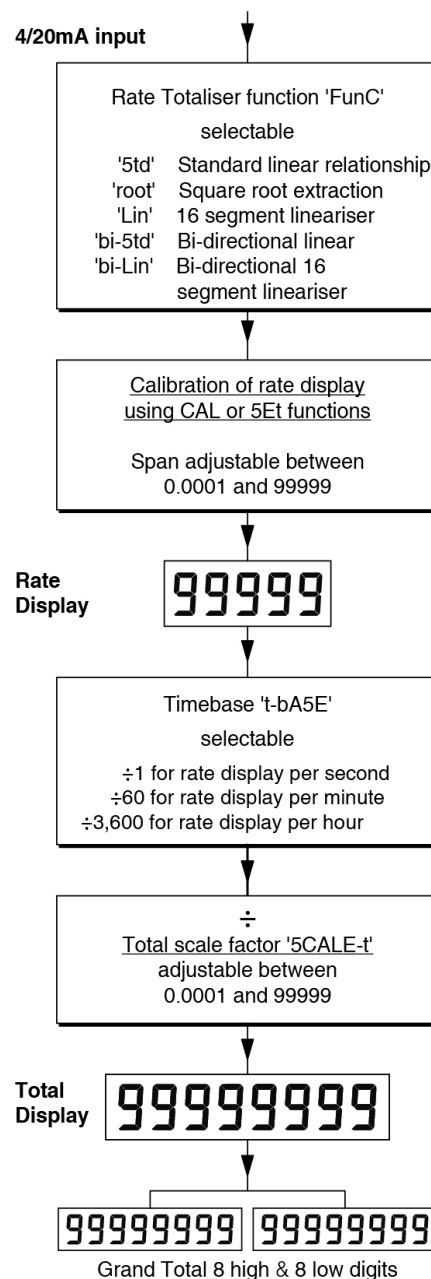 4/20mA input
Rate Totaliser function 'FunC'
selectable
'5td' Standard linear relationship
'root' Square root extraction
'Lin' 16 segment lineariser
'bi-5td' Bi-directional linear
'bi-Lin' Bi-directional 16
segment lineariser
Calibration of rate display
using CAL or 5Et functions
Span adjustable between
0.0001 and 99999
Rate
Display
99999
Timebase 't-bA5E'
selectable
÷1 for rate display per second
÷60 for rate display per minute
÷3,600 for rate display per hour
÷
Total scale factor '5CALE-t'
adjustable between
0.0001 and 99999
Total
Display
99999999
99999999 99999999
Grand Total 8 high & 8 low digits